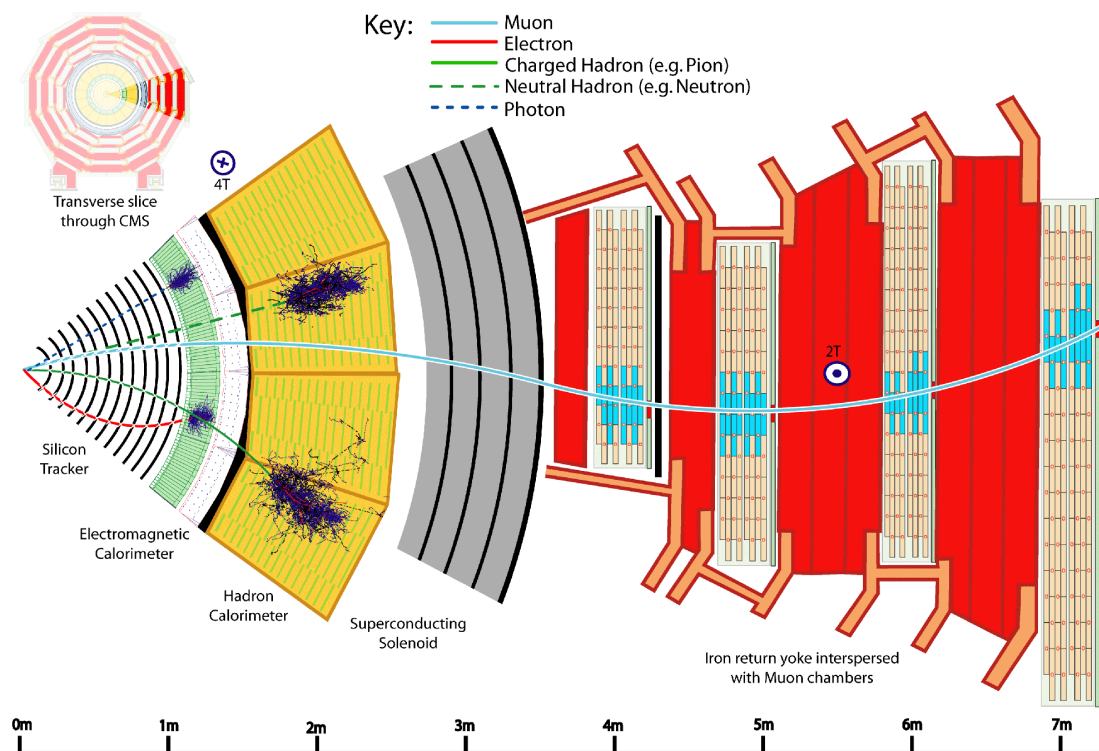 Key:
Muon
Electron
Charged Hadron (e.g. Pion)
Neutral Hadron (e.g. Neutron)
Photon
4T
Transverse slice
through CMS
2T
Silicon
Tracker
Electromagnetic
Calorimeter
Hadron
Calorimeter
Superconducting
Solenoid
Iron return yoke interspersed
with Muon chambers
0m 1m 2m 3m 4m 5m 6m 7m